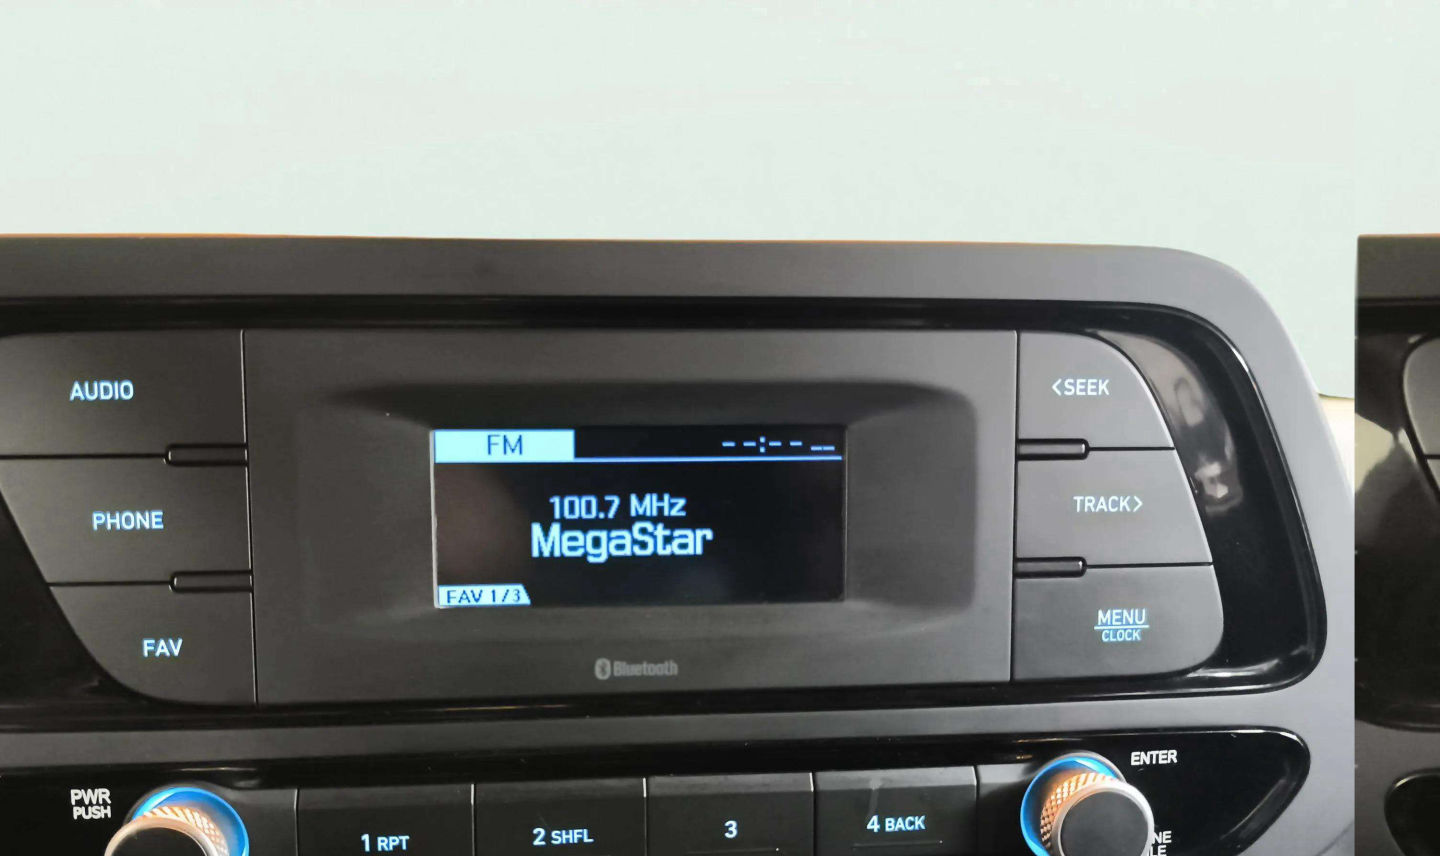 AUDIO
PHONE
FAV
FM
--:-- __
100.7 MHz
MegaStar
FAV 1/3
Bluetooth
<SEEK
TRACK>
MENU
CLOCK
PWR
PUSH
1 RPT
2 SHFL
3
4 BACK
ENTER